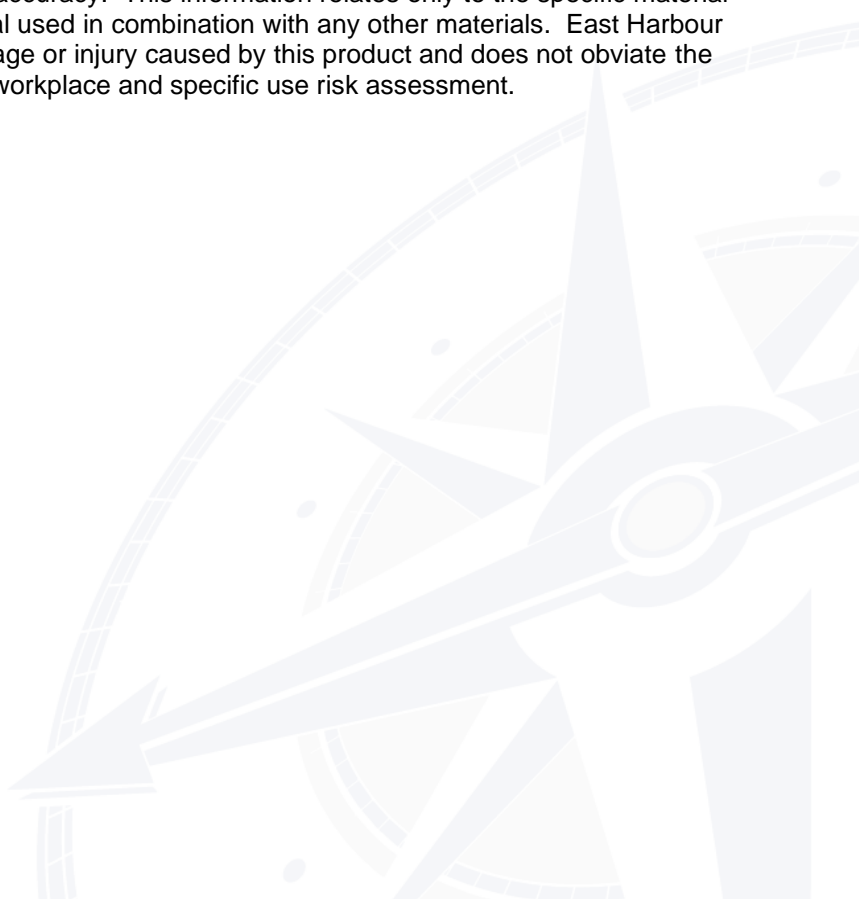 accuracy. This information relates only to the specific material
al used in combination with any other materials. East Harbour
age or injury caused by this product and does not obviate the
workplace and specific use risk assessment.